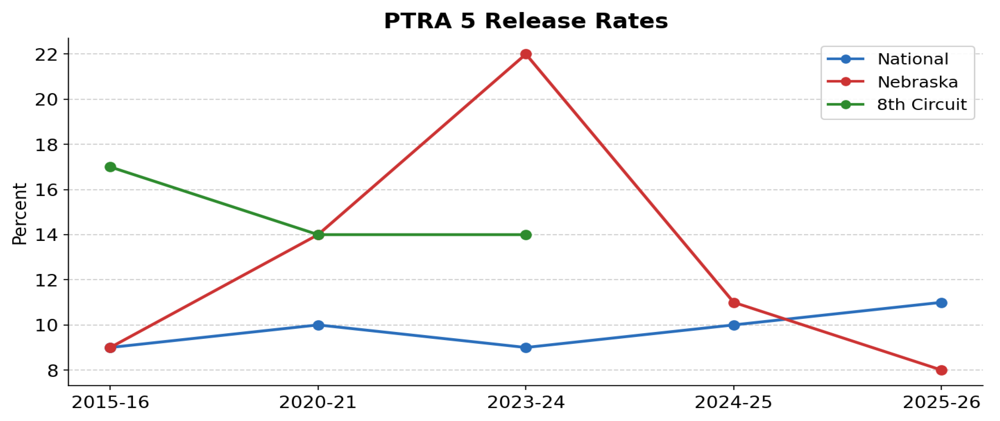 PTRA 5 Release Rates
National
Nebraska
8th Circuit
Percent
22
20
18
16
14
12
10
8
2015-16 2020-21 2023-24 2024-25 2025-26